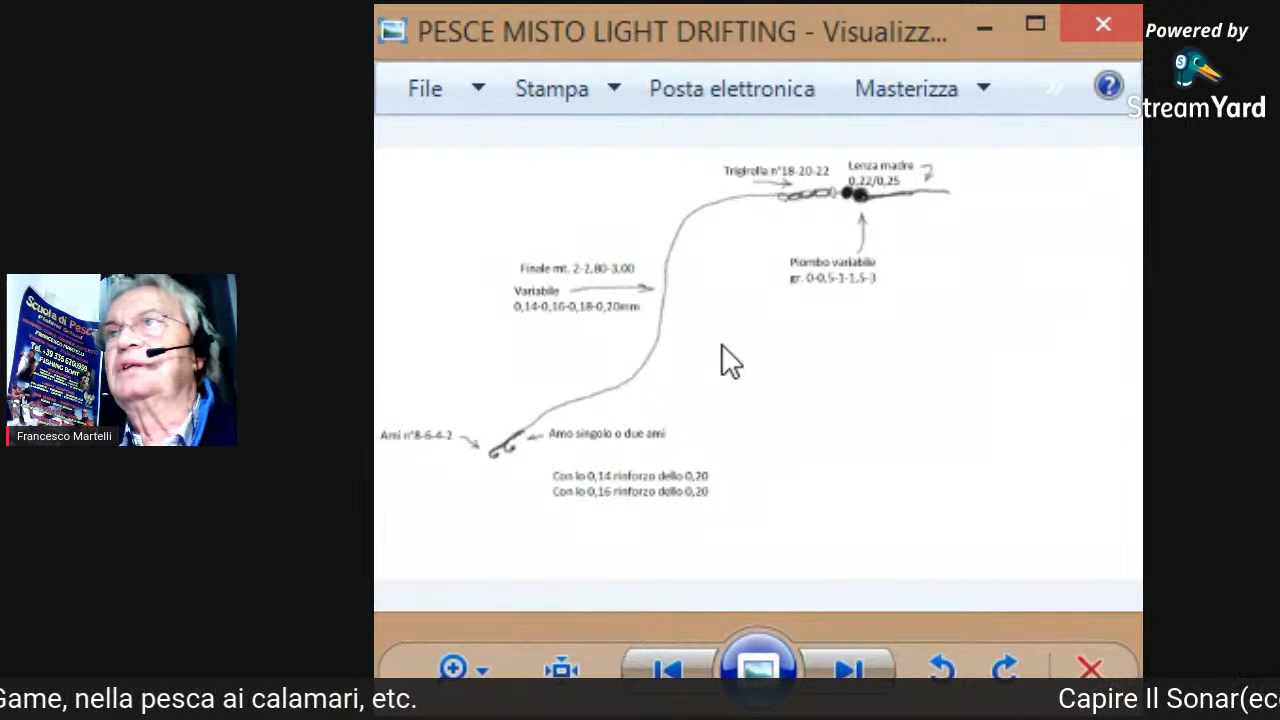 PESCE MISTO LIGHT DRIFTING - Visualizz...
Powered by
StreamYard
File
Stampa
Posta elettronica
Masterizza
Trigirella n°18-20-22
Lenza madre
0,22/0,25
Piombo variabile
gr. 0-0,5-1-1,5-3
Finale mt. 2-2,80-3,00
Variabile
0,14-0,16-0,18-0,20mm
Ami n°8-6-4-2
Amo singolo o due ami
Con lo 0,14 rinforzo dello 0,20
Con lo 0,16 rinforzo dello 0,20
Scuola di Pesca
FISHING BOAT
Francesco Martelli
Game, nella pesca ai calamari, etc.
Capire Il Sonar(ec